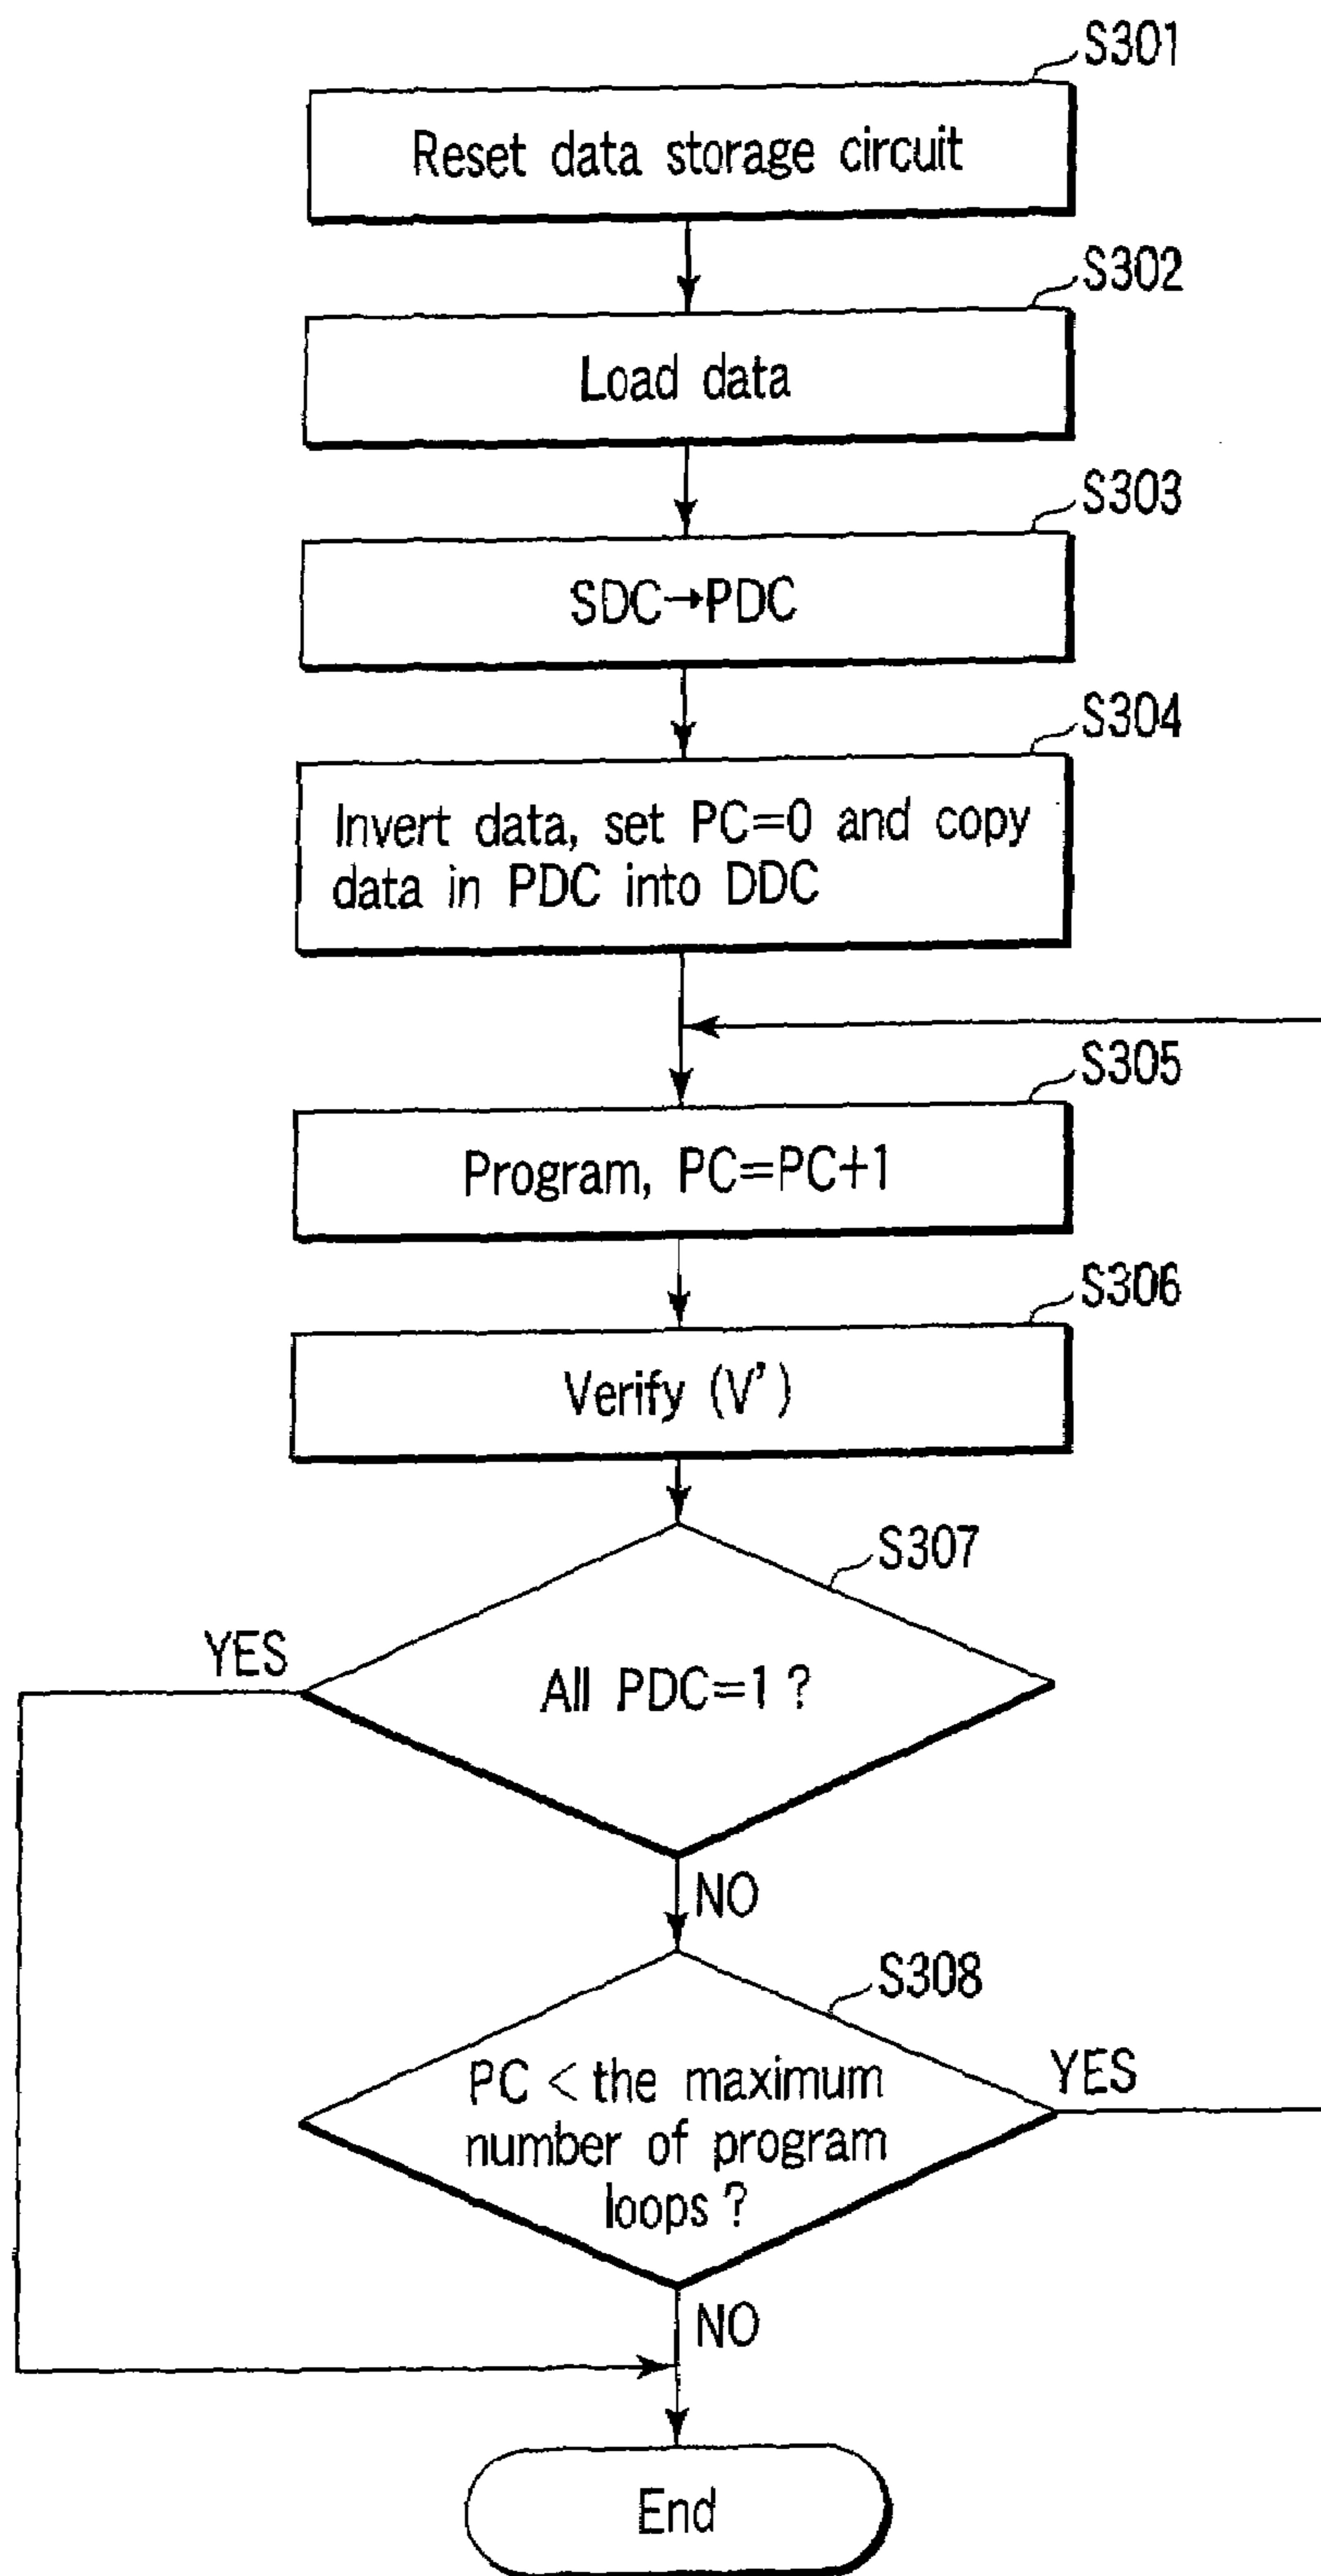 S301
Reset data storage circuit
S302
Load data
S303
SDC→PDC
S304
Invert data, set PC=0 and copy
data in PDC into DDC
S305
Program, PC=PC+1
S306
Verify (V')
S307
YES
All PDC=1 ?
NO
S308
PC < the maximum
number of program
loops ?
YES
NO
End